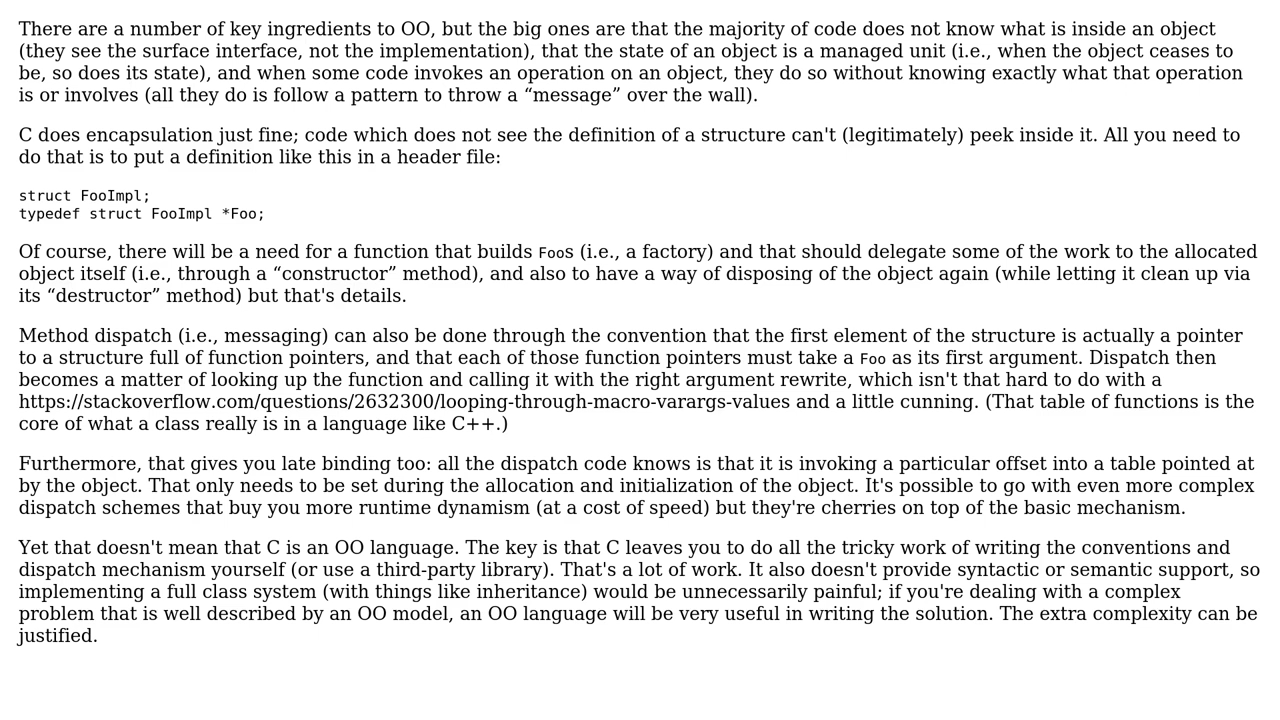 There are a number of key ingredients to OO, but the big ones are that the majority of code does not know what is inside an object
(they see the surface interface, not the implementation), that the state of an object is a managed unit (i.e., when the object ceases to
be, so does its state), and when some code invokes an operation on an object, they do so without knowing exactly what that operation
is or involves (all they do is follow a pattern to throw a “message” over the wall).
C does encapsulation just fine; code which does not see the definition of a structure can't (legitimately) peek inside it. All you need to
do that is to put a definition like this in a header file:
struct FooImpl;
typedef struct FooImpl *Foo;
Of course, there will be a need for a function that builds Foos (i.e., a factory) and that should delegate some of the work to the allocated
object itself (i.e., through a “constructor” method), and also to have a way of disposing of the object again (while letting it clean up via
its “destructor” method) but that's details.
Method dispatch (i.e., messaging) can also be done through the convention that the first element of the structure is actually a pointer
to a structure full of function pointers, and that each of those function pointers must take a Foo as its first argument. Dispatch then
becomes a matter of looking up the function and calling it with the right argument rewrite, which isn't that hard to do with a
https://stackoverflow.com/questions/2632300/looping-through-macro-varargs-values and a little cunning. (That table of functions is the
core of what a class really is in a language like C++.)
Furthermore, that gives you late binding too: all the dispatch code knows is that it is invoking a particular offset into a table pointed at
by the object. That only needs to be set during the allocation and initialization of the object. It's possible to go with even more complex
dispatch schemes that buy you more runtime dynamism (at a cost of speed) but they're cherries on top of the basic mechanism.
Yet that doesn't mean that C is an OO language. The key is that C leaves you to do all the tricky work of writing the conventions and
dispatch mechanism yourself (or use a third-party library). That's a lot of work. It also doesn't provide syntactic or semantic support, so
implementing a full class system (with things like inheritance) would be unnecessarily painful; if you're dealing with a complex
problem that is well described by an OO model, an OO language will be very useful in writing the solution. The extra complexity can be
justified.